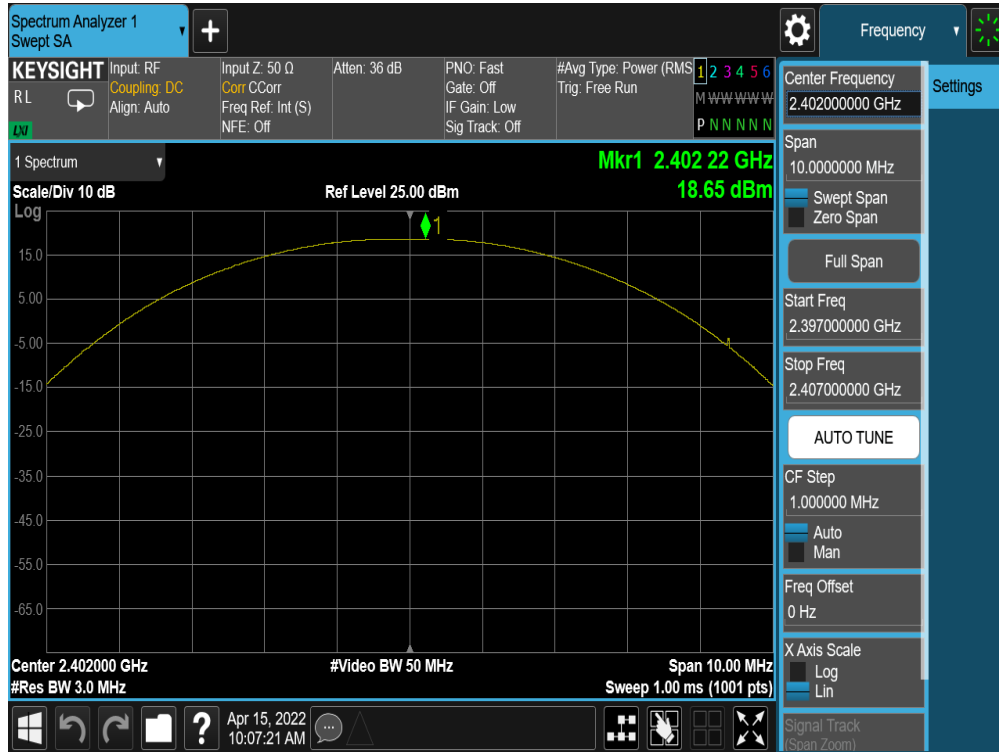 Spectrum Analyzer 1
Swept SA
Frequency
KEYSIGHT
RL
LXI
Input: RF
Coupling: DC
Align: Auto
Input Z: 50 Ω
Corr CCorr
Freq Ref: Int (S)
NFE: Off
Atten: 36 dB
PNO: Fast
Gate: Off
IF Gain: Low
Sig Track: Off
#Avg Type: Power (RMS
Trig: Free Run
1 2 3 4 5 6
M W W W W W
P N N N N N
1 Spectrum
Scale/Div 10 dB
Ref Level 25.00 dBm
Mkr1 2.402 22 GHz
18.65 dBm
Log
1
15.0
5.00
-5.00
-15.0
-25.0
-35.0
-45.0
-55.0
-65.0
Center 2.402000 GHz
#Video BW 50 MHz
Span 10.00 MHz
#Res BW 3.0 MHz
Sweep 1.00 ms (1001 pts)
Apr 15, 2022
10:07:21 AM
Settings
Center Frequency
2.402000000 GHz
Span
10.0000000 MHz
Swept Span
Zero Span
Full Span
Start Freq
2.397000000 GHz
Stop Freq
2.407000000 GHz
AUTO TUNE
CF Step
1.000000 MHz
Auto
Man
Freq Offset
0 Hz
X Axis Scale
Log
Lin
Signal Track
(Span Zoom)